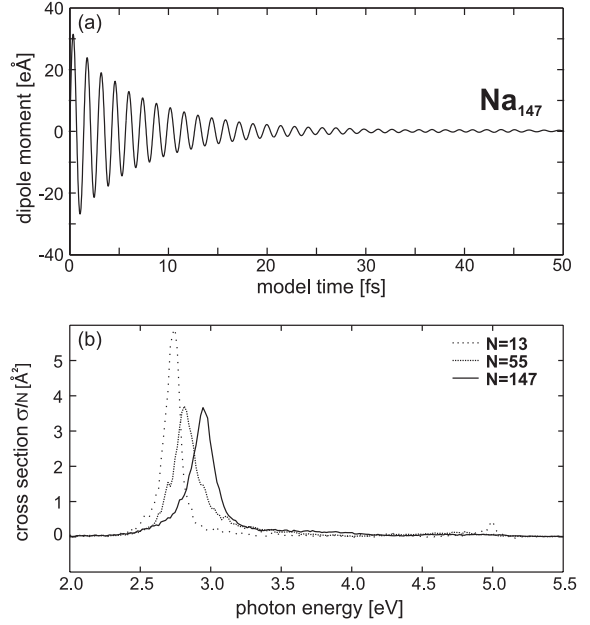 (a)
dipole moment [eÅ]
40
20
0
-20
-40
Na147
0 10 20 30 40 50
model time [fs]
(b)
cross section σ/N [Å²]
6
5
4
3
2
1
0
N=13
N=55
N=147
2.0 2.5 3.0 3.5 4.0 4.5 5.0 5.5
photon energy [eV]